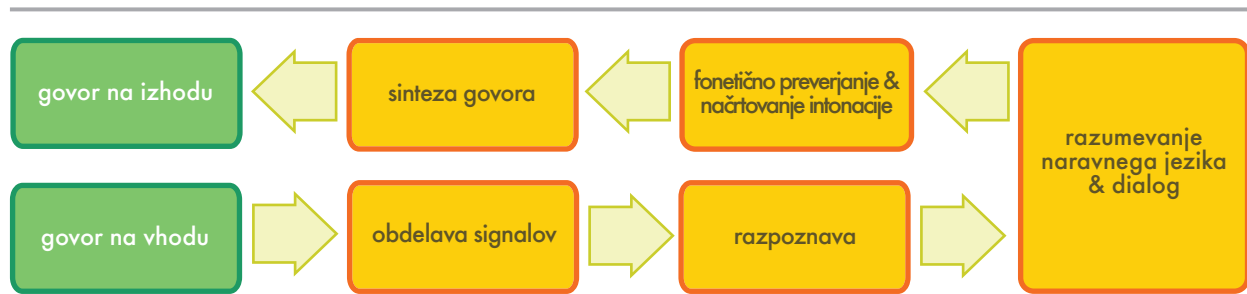 govor na izhodu
sinteza govora
fonetično preverjanje &
načrtovanje intonacije
razumevanje
naravnega jezika
& dialog
govor na vhodu
obdelava signalov
razpoznava